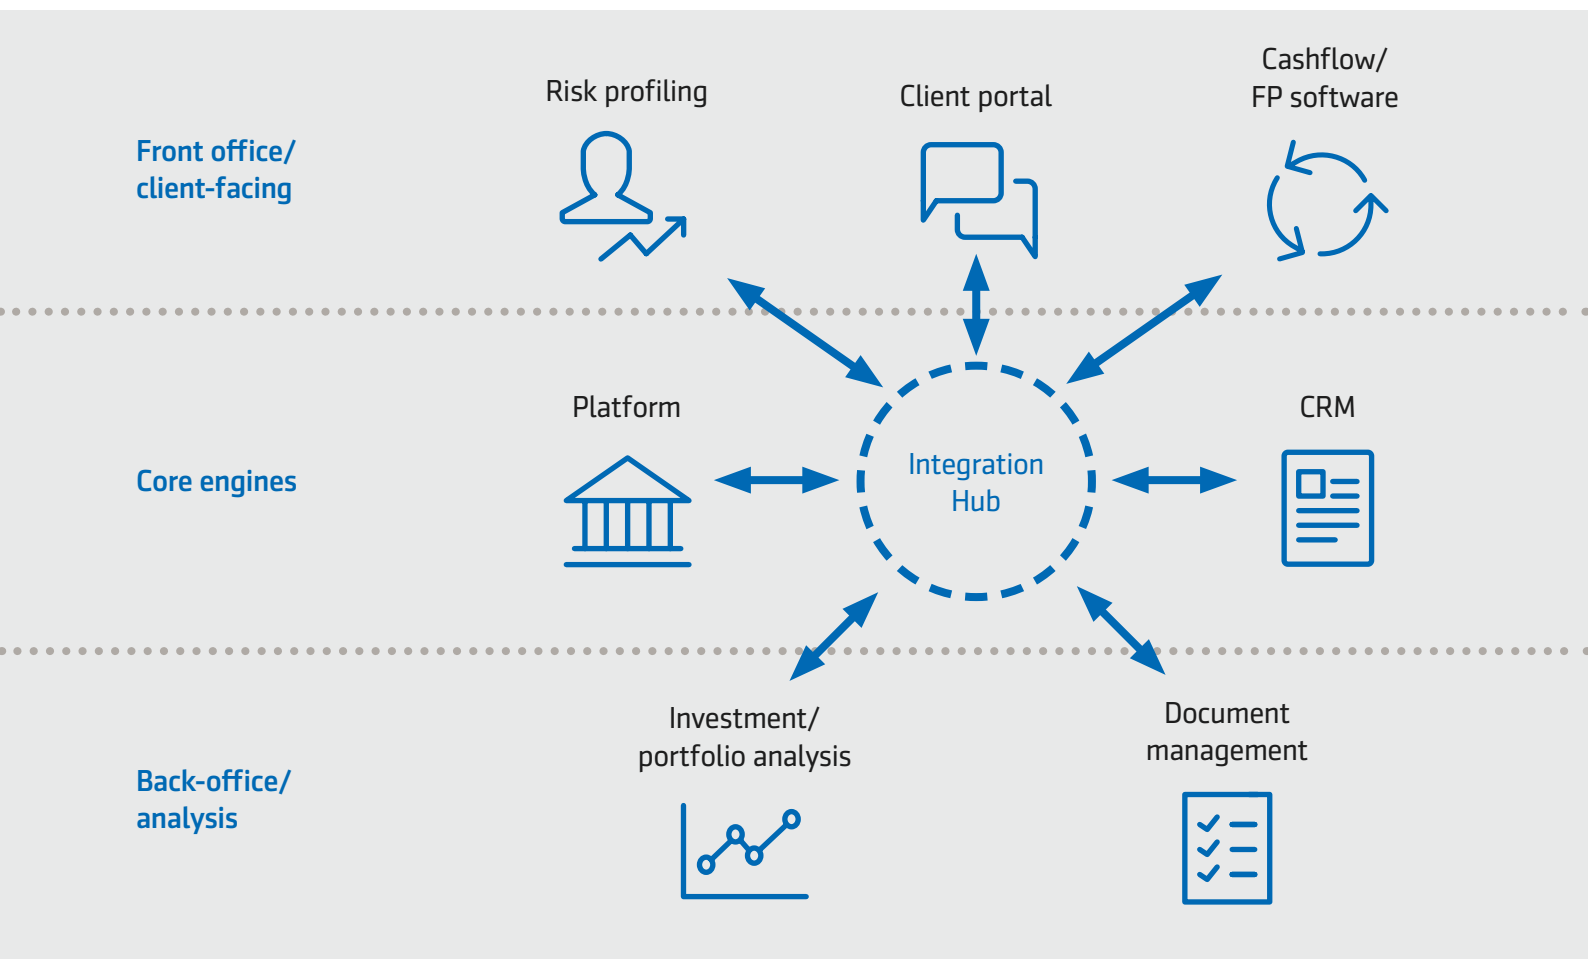 Front office/
client-facing
Risk profiling
Client portal
Cashflow/
FP software
Core engines
Platform
Integration
Hub
CRM
Back-office/
analysis
Investment/
portfolio analysis
Document
management